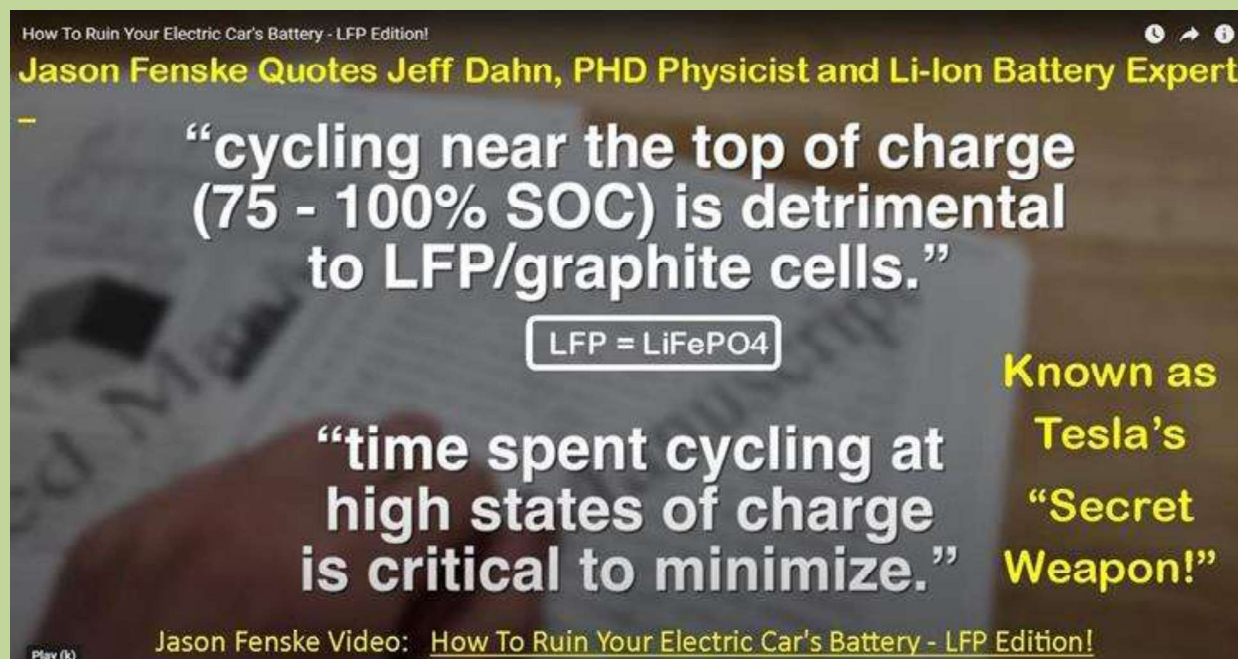 How To Ruin Your Electric Car's Battery - LFP Edition!
Jason Fenske Quotes Jeff Dahn, PHD Physicist and Li-Ion Battery Expert
–
“cycling near the top of charge
(75 - 100% SOC) is detrimental
to LFP/graphite cells.”
LFP = LiFePO4
“time spent cycling at
high states of charge
is critical to minimize.”
Known as
Tesla’s
“Secret
Weapon!”
Jason Fenske Video: How To Ruin Your Electric Car's Battery - LFP Edition!
Play (k)